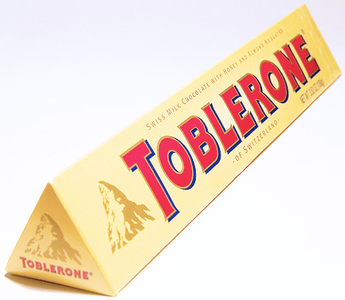 SWISS MILK CHOCOLATE WITH HONEY AND ALMOND NOUGAT
TOBLERONE®
-OF SWITZERLAND-
TOBLERONE®